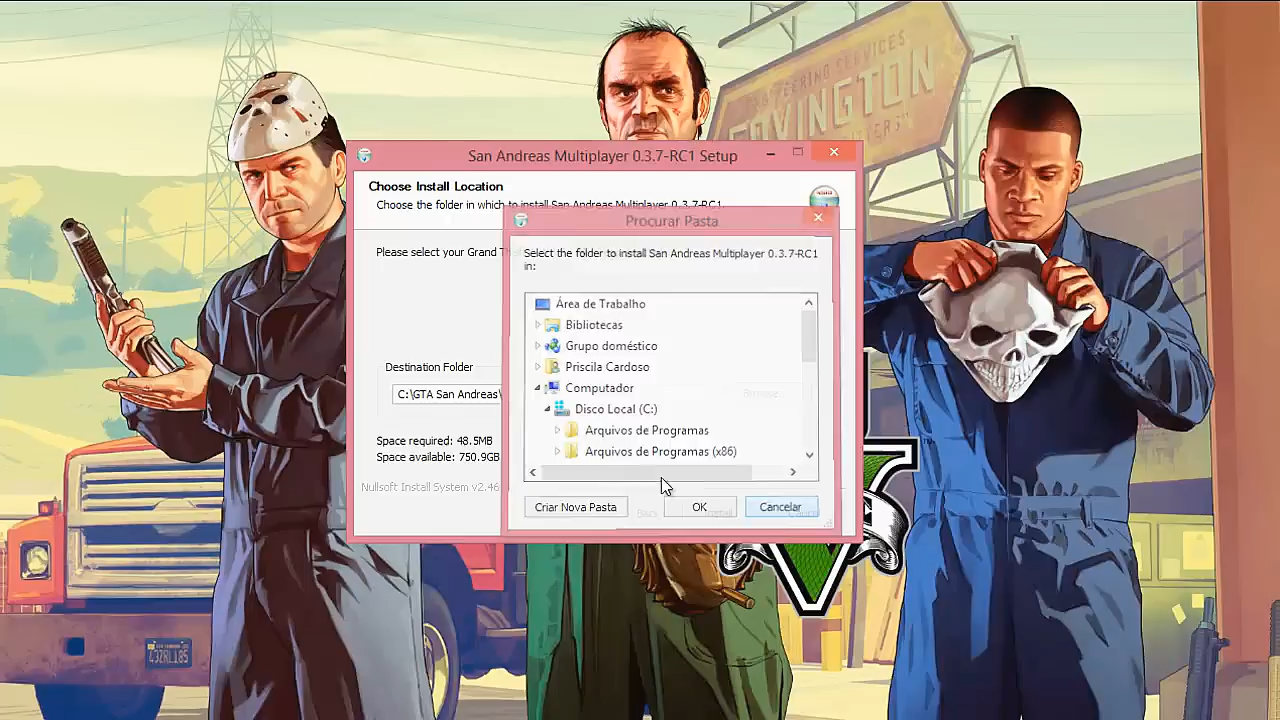 San Andreas Multiplayer 0.3.7-RC1 Setup
Choose Install Location
Choose the folder in which to install San Andreas Multiplayer 0.3.7-RC1.
Please select your Grand
Destination Folder
C:\GTA San Andreas\
Browse...
Space required: 48.5MB
Space available: 750.9GB
Nullsoft Install System v2.46
Procurar Pasta
Select the folder to install San Andreas Multiplayer 0.3.7-RC1
in:
Área de Trabalho
Bibliotecas
Grupo doméstico
Priscila Cardoso
Computador
Disco Local (C:)
Arquivos de Programas
Arquivos de Programas (x86)
Criar Nova Pasta
OK
Cancelar